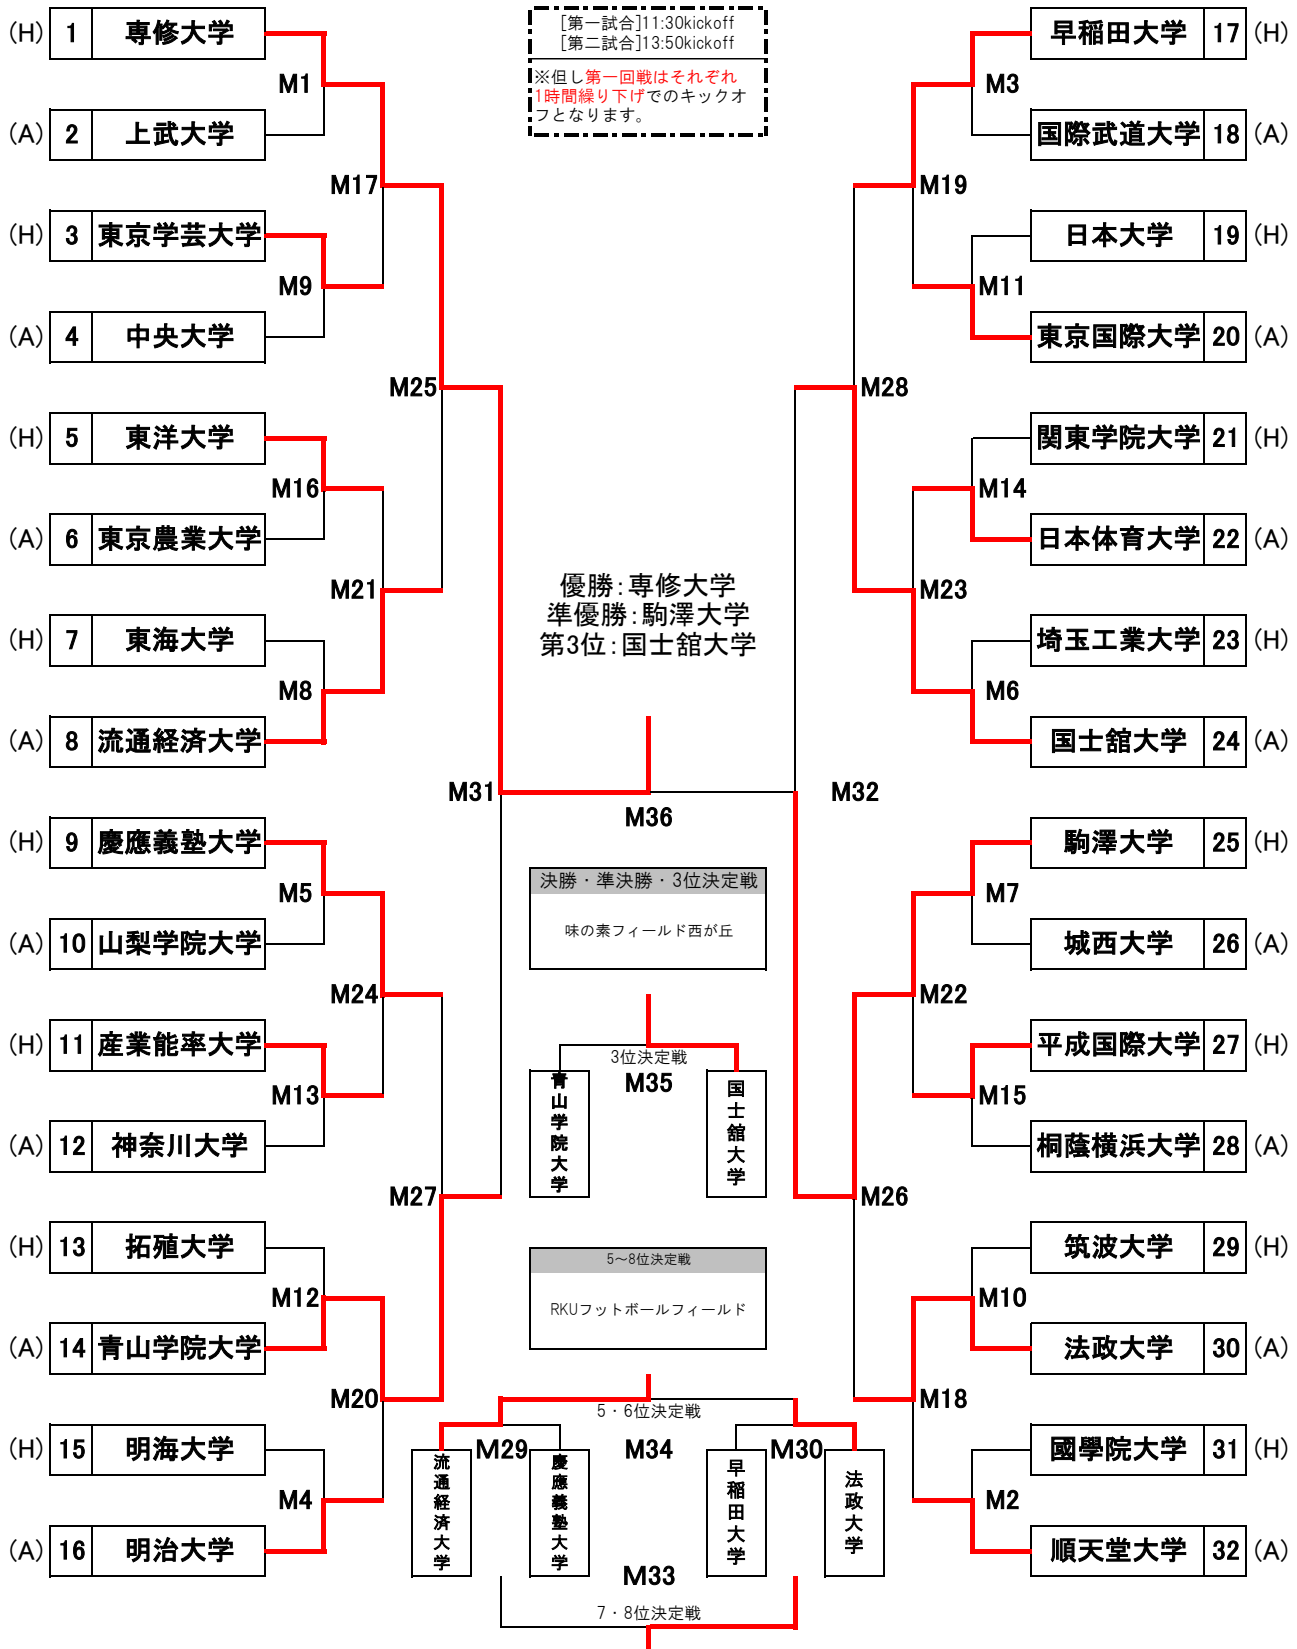 [第一試合]11:30kickoff
[第二試合]13:50kickoff
※但し第一回戦はそれぞれ
1時間繰り下げでのキックオ
フとなります。
(H) 1 専修大学
M1
(A) 2 上武大学
M17
(H) 3 東京学芸大学
M9
(A) 4 中央大学
M25
(H) 5 東洋大学
M16
(A) 6 東京農業大学
M21
(H) 7 東海大学
M8
(A) 8 流通経済大学
M31
(H) 9 慶應義塾大学
M5
(A) 10 山梨学院大学
M24
(H) 11 産業能率大学
M13
(A) 12 神奈川大学
M27
(H) 13 拓殖大学
M12
(A) 14 青山学院大学
M20
(H) 15 明海大学
M4
(A) 16 明治大学
優勝:専修大学
準優勝:駒澤大学
第3位:国士舘大学
M36
決勝・準決勝・3位決定戦
味の素フィールド西が丘
3位決定戦
M35
青山学院大学
国士舘大学
5~8位決定戦
RKUフットボールフィールド
5・6位決定戦
M29
M34
M30
流通経済大学
慶應義塾大学
早稲田大学
法政大学
M33
7・8位決定戦
早稲田大学 17 (H)
M3
国際武道大学 18 (A)
M19
日本大学 19 (H)
M11
東京国際大学 20 (A)
M28
関東学院大学 21 (H)
M14
日本体育大学 22 (A)
M23
埼玉工業大学 23 (H)
M6
国士舘大学 24 (A)
M32
駒澤大学 25 (H)
M7
城西大学 26 (A)
M22
平成国際大学 27 (H)
M15
桐蔭横浜大学 28 (A)
M26
筑波大学 29 (H)
M10
法政大学 30 (A)
M18
國學院大学 31 (H)
M2
順天堂大学 32 (A)